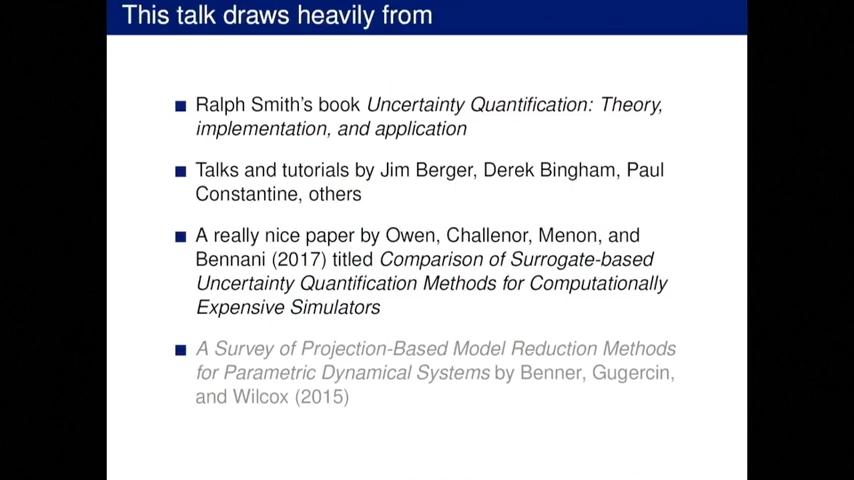 This talk draws heavily from
Ralph Smith's book Uncertainty Quantification: Theory,
implementation, and application
Talks and tutorials by Jim Berger, Derek Bingham, Paul
Constantine, others
A really nice paper by Owen, Challenor, Menon, and
Bennani (2017) titled Comparison of Surrogate-based
Uncertainty Quantification Methods for Computationally
Expensive Simulators
A Survey of Projection-Based Model Reduction Methods
for Parametric Dynamical Systems by Benner, Gugercin,
and Wilcox (2015)